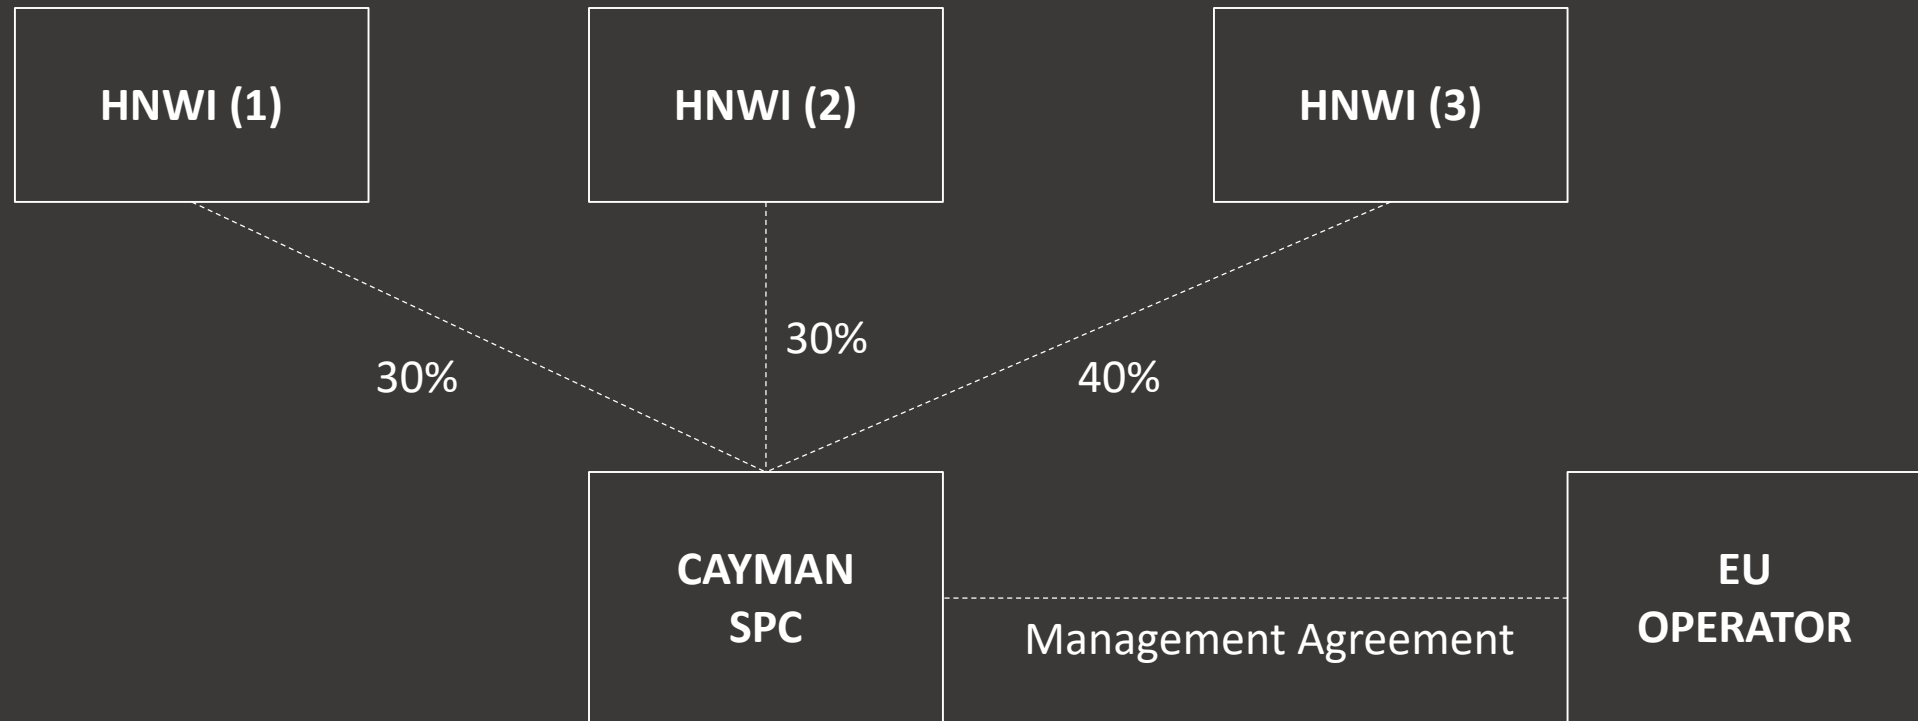 HNWI (1)
HNWI (2)
HNWI (3)
30%
30%
40%
CAYMAN
SPC
Management Agreement
EU
OPERATOR